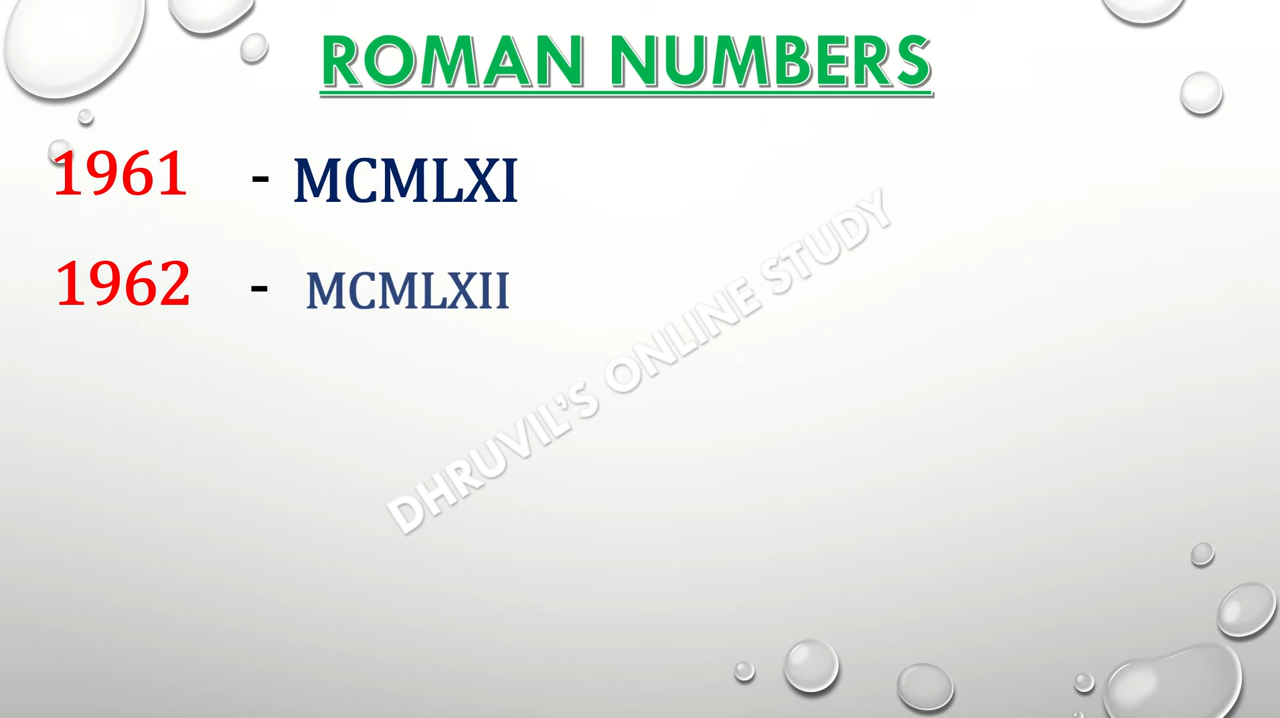 ROMAN NUMBERS
1961 - MCMLXI
1962 - MCMLXII
DHRUVIL'S ONLINE STUDY